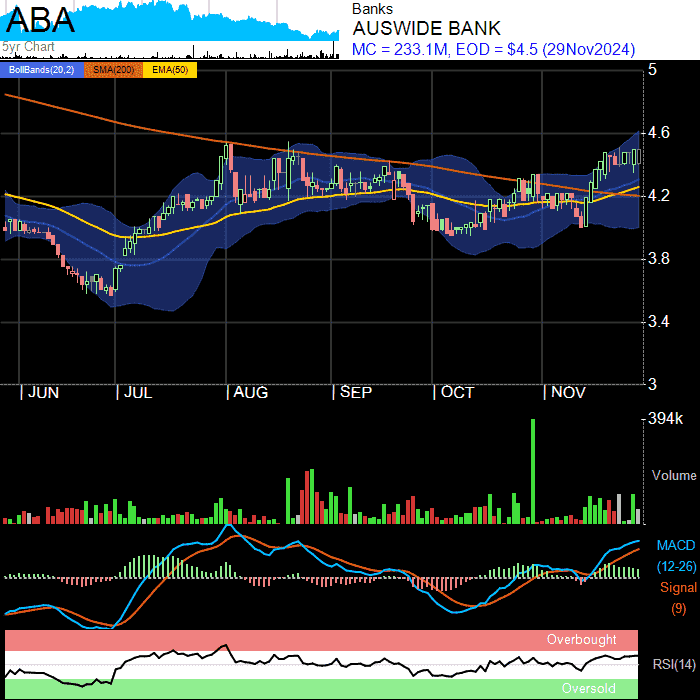 ABA
5yr Chart
Banks
AUSWIDE BANK
MC = 233.1M, EOD = $4.5 (29Nov2024)
BollBands(20,2) SMA(200) EMA(50)
5
4.6
4.2
3.8
3.4
3
JUN JUL AUG SEP OCT NOV
394k
Volume
MACD
(12-26)
Signal
(9)
Overbought
RSI(14)
Oversold